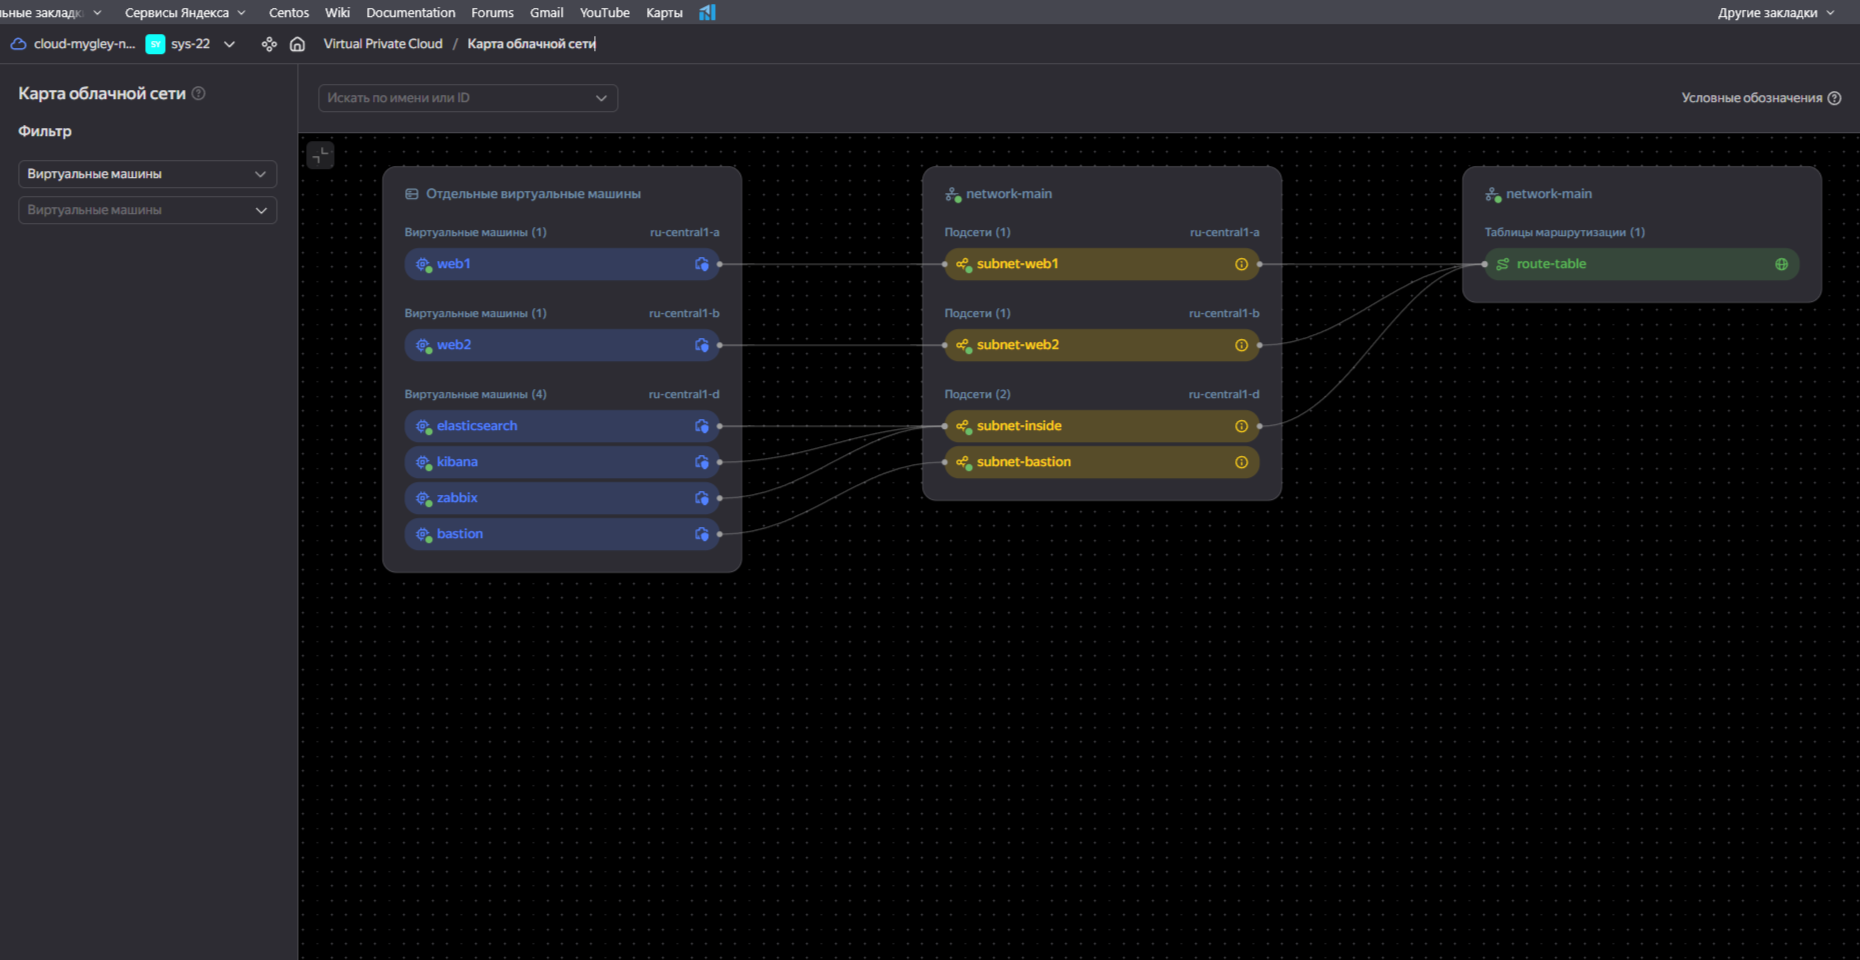 ьные заклад
Сервисы Яндекса
Centos
Wiki
Documentation
Forums
Gmail
YouTube
Карты
Другие закладки
cloud-mygley-n...
SY
sys-22
Virtual Private Cloud / Карта облачной сети
Карта облачной сети
Фильтр
Виртуальные машины
Виртуальные машины
Искать по имени или ID
Условные обозначения
Отдельные виртуальные машины
Виртуальные машины (1) ru-central1-a
web1
Виртуальные машины (1) ru-central1-b
web2
Виртуальные машины (4) ru-central1-d
elasticsearch
kibana
zabbix
bastion
network-main
Подсети (1) ru-central1-a
subnet-web1
Подсети (1) ru-central1-b
subnet-web2
Подсети (2) ru-central1-d
subnet-inside
subnet-bastion
network-main
Таблицы маршрутизации (1)
route-table